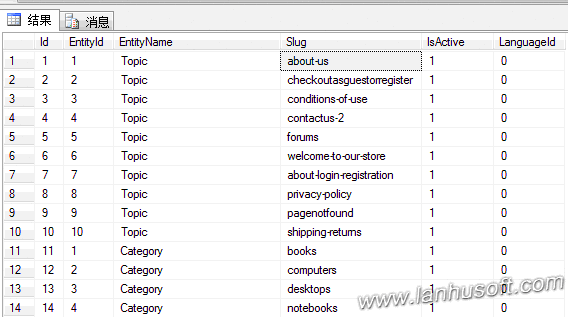 结果 消息
Id EntityId EntityName Slug IsActive LanguageId
1 1 1 Topic about-us 1 0
2 2 2 Topic checkoutasguestorregister 1 0
3 3 3 Topic conditions-of-use 1 0
4 4 4 Topic contactus-2 1 0
5 5 5 Topic forums 1 0
6 6 6 Topic welcome-to-our-store 1 0
7 7 7 Topic about-login-registration 1 0
8 8 8 Topic privacy-policy 1 0
9 9 9 Topic pagenotfound 1 0
10 10 10 Topic shipping-returns 1 0
11 11 1 Category books 1 0
12 12 2 Category computers 1 0
13 13 3 Category desktops 1 0
14 14 4 Category notebooks 1 0
www.lanhusoft.com